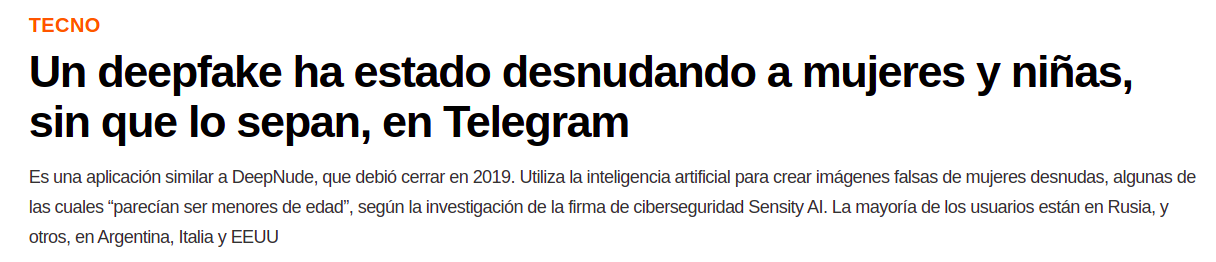 TECNO
Un deepfake ha estado desnudando a mujeres y niñas,
sin que lo sepan, en Telegram
Es una aplicación similar a DeepNude, que debió cerrar en 2019. Utiliza la inteligencia artificial para crear imágenes falsas de mujeres desnudas, algunas de
las cuales “parecían ser menores de edad”, según la investigación de la firma de ciberseguridad Sensity AI. La mayoría de los usuarios están en Rusia, y
otros, en Argentina, Italia y EEUU